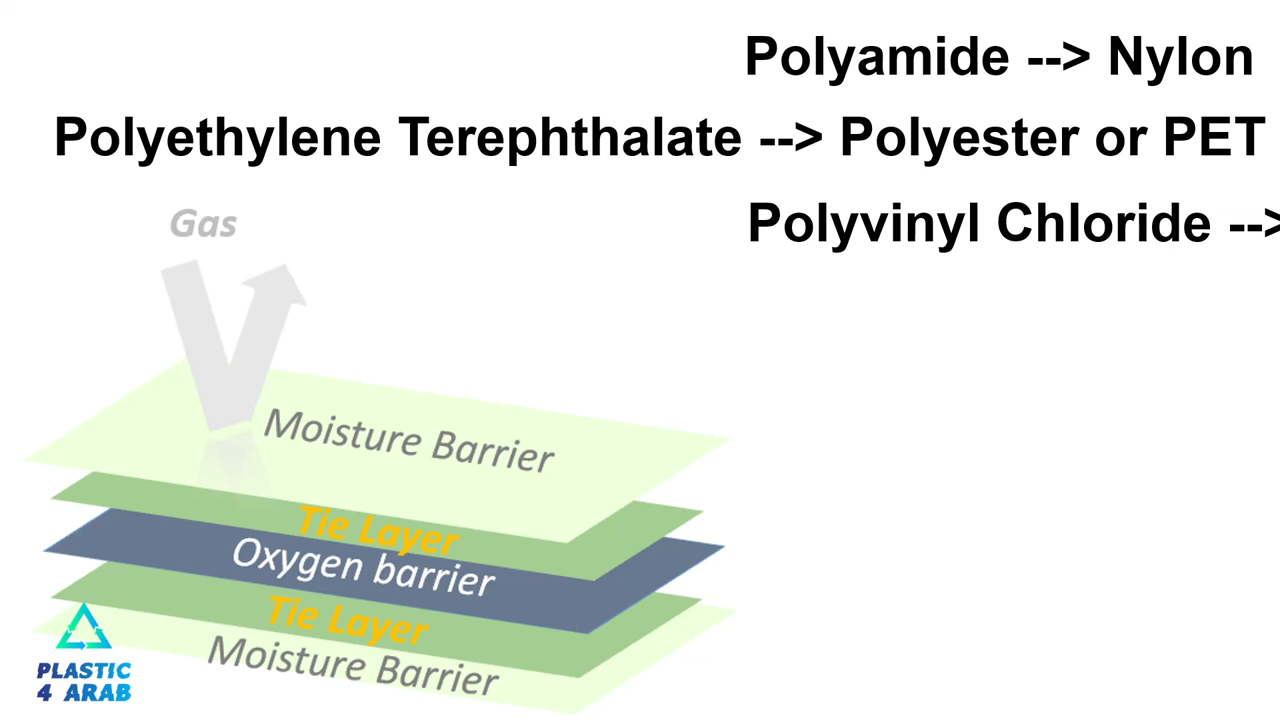 Polyamide --> Nylon
Polyethylene Terephthalate --> Polyester or PET
Polyvinyl Chloride -->
Gas
Moisture Barrier
Tie Layer
Oxygen barrier
Tie Layer
Moisture Barrier
PLASTIC
4 ARAB